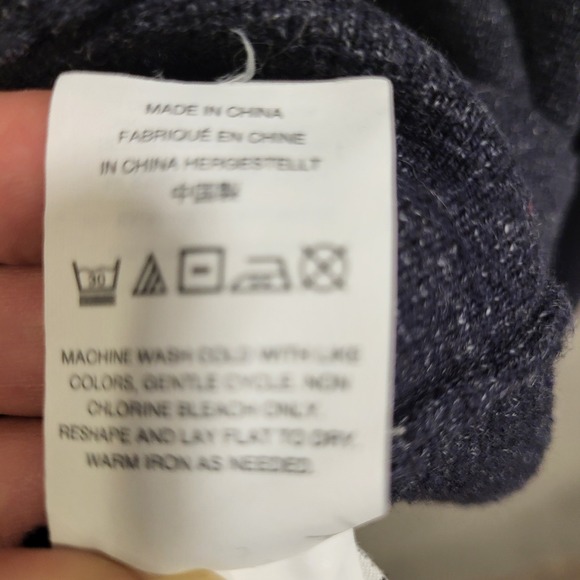 MADE IN CHINA
FABRIQUÉ EN CHINE
IN CHINA HERGESTELLT
中国製
30
MACHINE WASH COLD WITH LIKE
COLORS, GENTLE CYCLE. NON
CHLORINE BLEACH ONLY.
RESHAPE AND LAY FLAT TO DRY.
WARM IRON AS NEEDED.